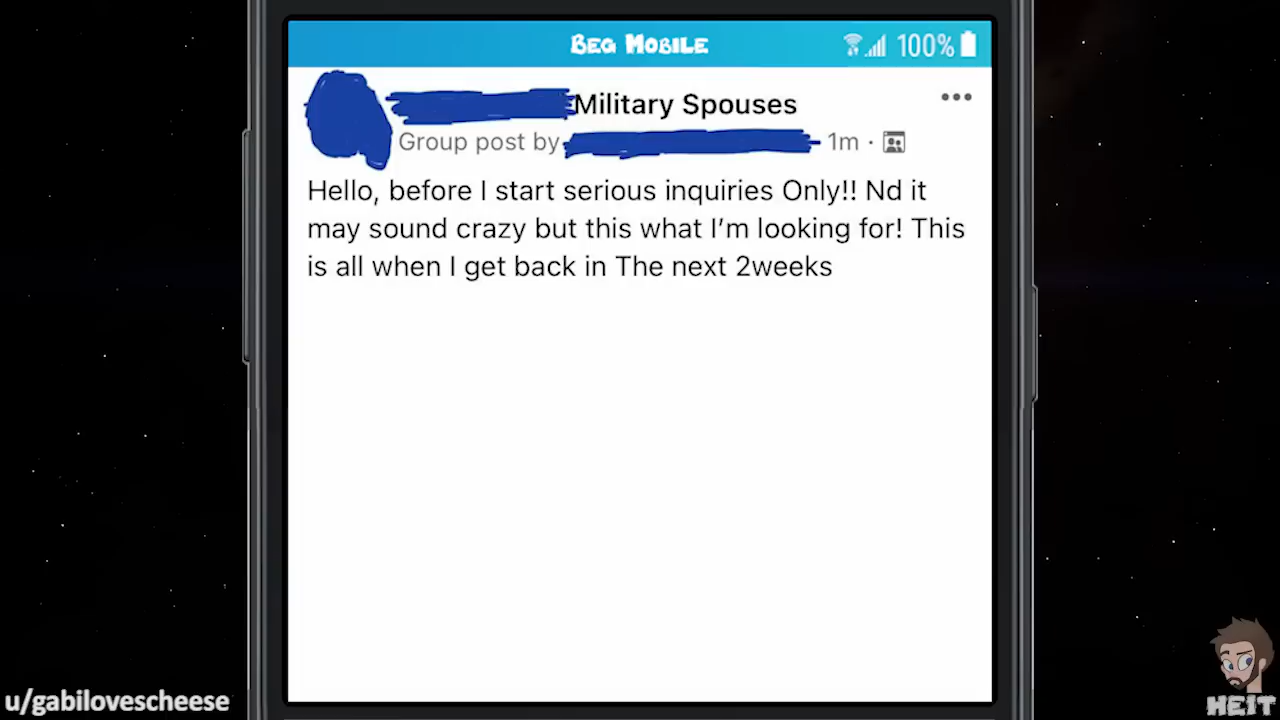 BEG MOBILE
100%
Military Spouses
Group post by
1m ·
Hello, before I start serious inquiries Only!! Nd it
may sound crazy but this what I’m looking for! This
is all when I get back in The next 2weeks
u/gabilovescheese
HEIT